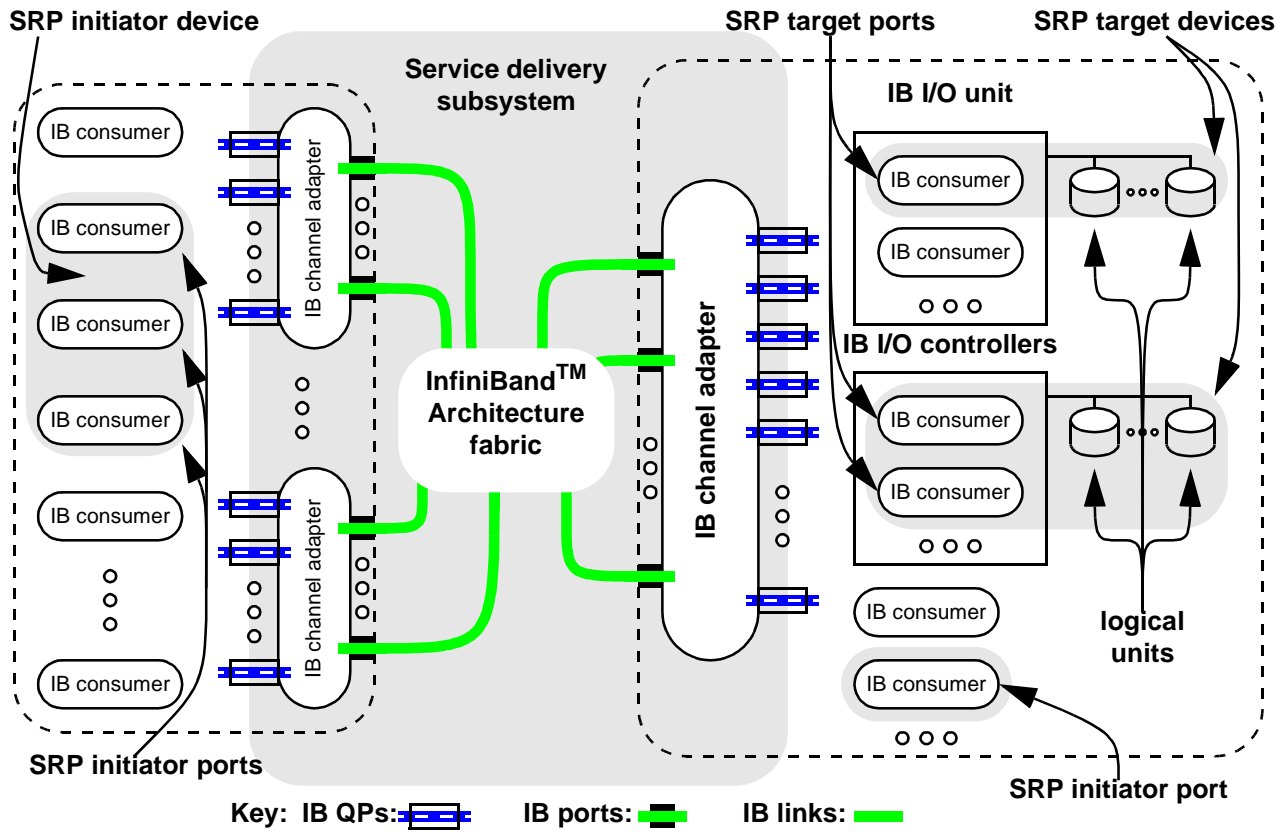 SRP initiator device
SRP target ports
SRP target devices
Service delivery
subsystem
IB I/O unit
IB consumer
IB consumer
IB consumer
IB consumer
IB consumer
IB consumer
IB channel adapter
IB channel adapter
InfiniBand™
Architecture
fabric
IB channel adapter
IB consumer
IB consumer
IB I/O controllers
IB consumer
IB consumer
IB consumer
IB consumer
logical
units
SRP initiator ports
SRP initiator port
Key: IB QPs:
IB ports:
IB links: